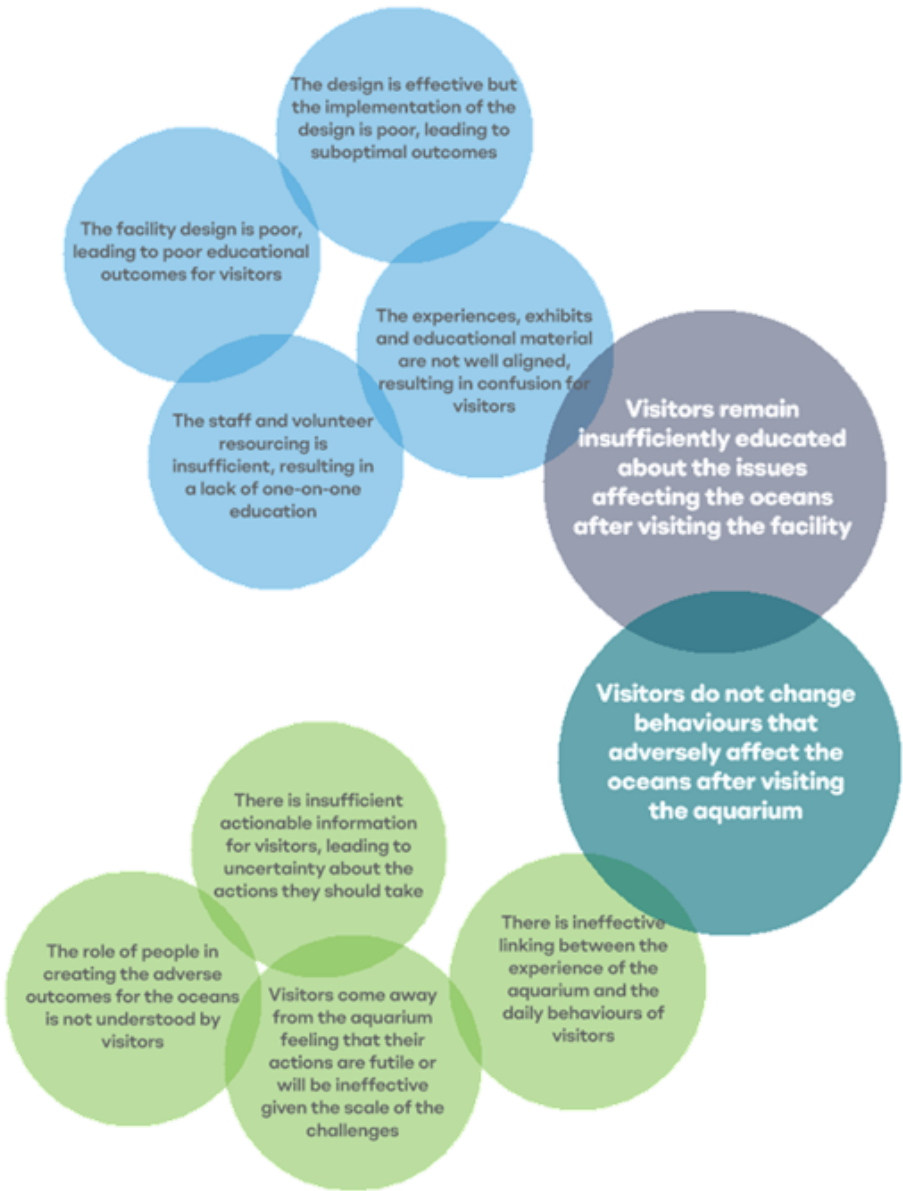 The design is effective but
the implementation of the
design is poor, leading to
suboptimal outcomes
The facility design is poor,
leading to poor educational
outcomes for visitors
The experiences, exhibits
and educational material
are not well aligned,
resulting in confusion for
visitors
The staff and volunteer
resourcing is
insufficient, resulting in
a lack of one-on-one
education
Visitors remain
insufficiently educated
about the issues
affecting the oceans
after visiting the facility
Visitors do not change
behaviours that
adversely affect the
oceans after visiting
the aquarium
There is insufficient
actionable information
for visitors, leading to
uncertainty about the
actions they should take
The role of people in
creating the adverse
outcomes for the oceans
is not understood by
visitors
Visitors come away
from the aquarium
feeling that their
actions are futile or
will be ineffective
given the scale of the
challenges
There is ineffective
linking between the
experience of the
aquarium and the
daily behaviours of
visitors